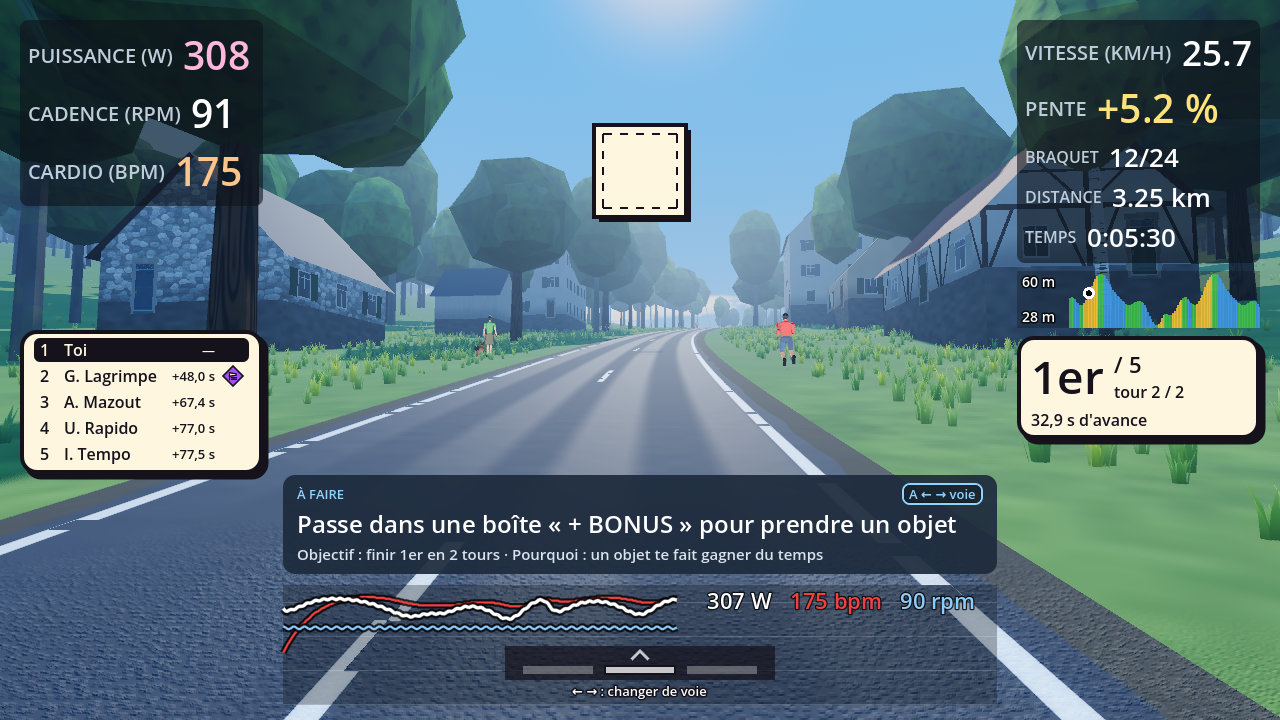 PUISSANCE (W) 308
CADENCE (RPM) 91
CARDIO (BPM) 175
VITESSE (KM/H) 25.7
PENTE +5.2 %
BRAQUET 12/24
DISTANCE 3.25 km
TEMPS 0:05:30
60 m
28 m
1 Toi —
2 G. Lagrimpe +48,0 s
3 A. Mazout +67,4 s
4 U. Rapido +77,0 s
5 I. Tempo +77,5 s
1er / 5
tour 2 / 2
32,9 s d'avance
À FAIRE
A ← → voie
Passe dans une boîte « + BONUS » pour prendre un objet
Objectif : finir 1er en 2 tours · Pourquoi : un objet te fait gagner du temps
307 W 175 bpm 90 rpm
← → : changer de voie